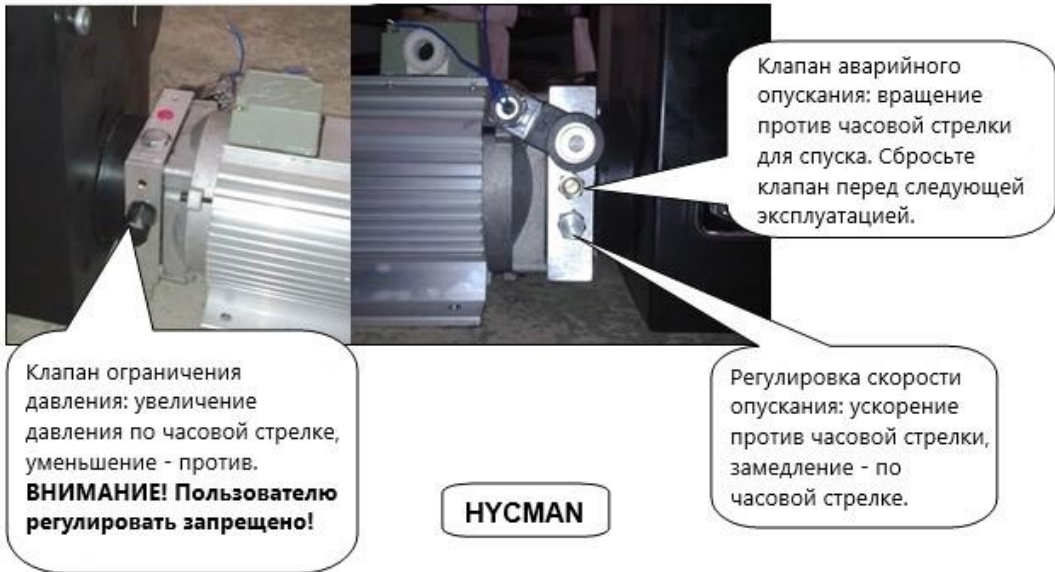 Клапан аварийного
опускания: вращение
против часовой стрелки
для спуска. Сбросьте
клапан перед следующей
эксплуатацией.
Клапан ограничения
давления: увеличение
давления по часовой стрелке,
уменьшение - против.
ВНИМАНИЕ! Пользователю
регулировать запрещено!
Регулировка скорости
опускания: ускорение
против часовой стрелки,
замедление - по
часовой стрелке.
HYCMAN